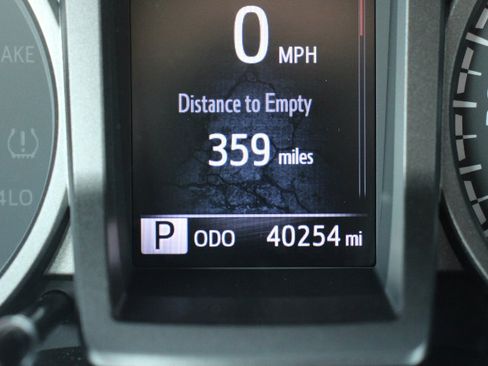 0 MPH
Distance to Empty
359 miles
P ODO 40254 mi
AKE
4LO